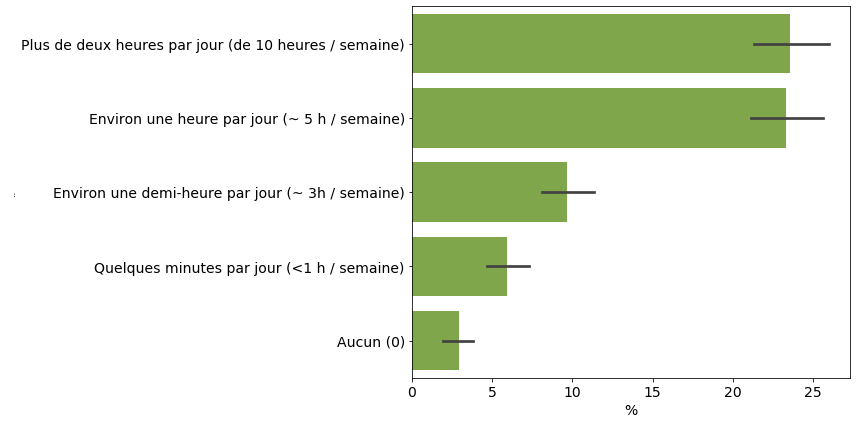 Plus de deux heures par jour (de 10 heures / semaine)
Environ une heure par jour (~ 5 h / semaine)
Environ une demi-heure par jour (~ 3h / semaine)
Quelques minutes par jour (<1 h / semaine)
Aucun (0)
0 5 10 15 20 25
%